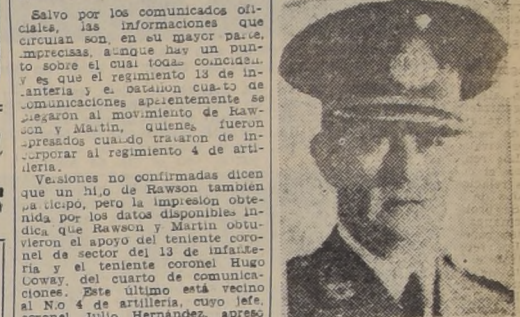 Salvo por los comunicados ofi-
ciales, las informaciones que
circulan son, en su mayor parte,
imprecisas, aunque hay un pun-
to sobre el cual todas coinciden,
y es que el regimiento 13 de in-
fantería y el batallón cuarto de
comunicaciones aparentemente se
plegaron al movimiento de Raw-
son y Martin, quienes fueron
apresados cuando trataron de in-
corporar al regimiento 4 de arti-
llería.
Versiones no confirmadas dicen
que un hijo de Rawson también
participó, pero la impresión obte-
nida por los datos disponibles in-
dica que Rawson y Martin obtu-
vieron el apoyo del teniente coro-
nel de sector del 13 de infante-
ría y el teniente coronel Hugo
Coway, del cuarto de comunica-
ciones. Este último está vecino
al N.o 4 de artillería, cuyo jefe,
coronel Julio Hernández, apresó